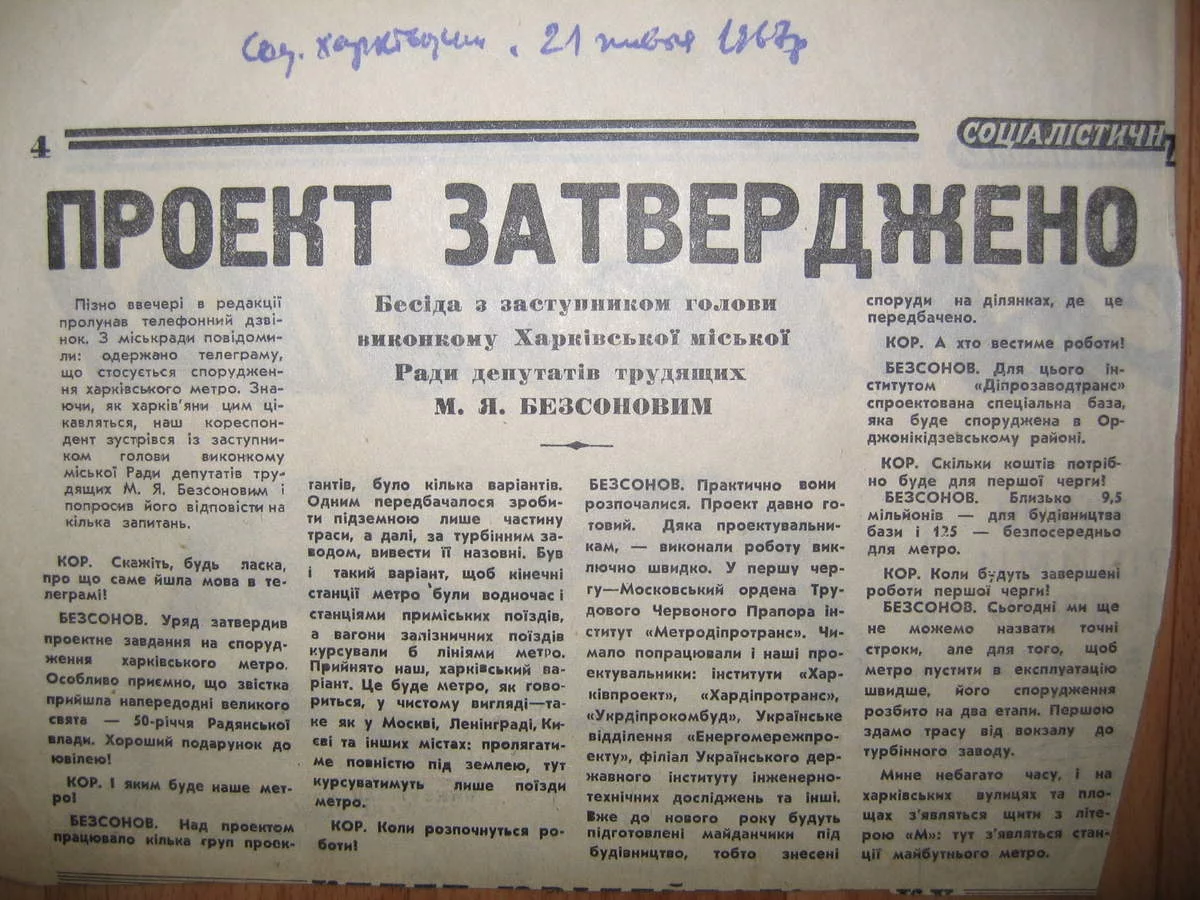 21 1967р
4
СОЦІАЛІСТИЧН
ПРОЕКТ ЗАТВЕРДЖЕНО
Пізно ввечері в редакції
пролунав телефонний дзві-
нок. З міськради повідоми-
ли: одержано телеграму,
що стосується споруджен-
ня харківського метро. Зна-
ючи, як харків'яни цим ці-
кавляться, наш кореспон-
дент зустрівся із заступни-
ком голови виконкому
міської Ради депутатів тру-
дящих М. Я. Безсоновим і
попросив його відповісти на
кілька запитань.
КОР. Скажіть, будь ласка,
про що саме йшла мова в те-
леграмі!
БЕЗСОНОВ. Уряд затвердив
проектне завдання на споруд-
ження харківського метро.
Особливо приємно, що звістка
прийшла напередодні великого
свята — 50-річчя Радянської
влади. Хороший подарунок до
ювілею!
КОР. І яким буде наше мет-
ро!
БЕЗСОНОВ. Над проектом
працювало кілька груп проек-
Бесіда з заступником голови
виконкому Харківської міської
Ради депутатів трудящих
М. Я. БЕЗСОНОВИМ
тантів, було кілька варіантів.
Одним передбачалося зроби-
ти підземною лише частину
траси, а далі, за турбінним за-
водом, вивести її назовні. Був
і такий варіант, щоб кінечні
станції метро були водночас і
станціями приміських поїздів,
а вагони залізничних поїздів
курсували б лініями метро.
Прийнято наш, харківський ва-
ріант. Це буде метро, як гово-
риться, у чистому вигляді—та-
ке як у Москві, Ленінграді, Ки-
єві та інших містах: пролягати-
ме повністю під землею, тут
курсуватимуть лише поїзди
метро.
КОР. Коли розпочнуться ро-
боти!
БЕЗСОНОВ. Практично вони
розпочалися. Проект давно го-
товий. Дяка проектувальни-
кам, — виконали роботу вик-
лючно швидко. У першу чер-
гу—Московський ордена Тру-
дового Червоного Прапора ін-
ститут «Метродіпротранс». Чи-
мало попрацювали і наші про-
ектувальники: інститути «Хар-
ківпроект», «Хардіпротранс»,
«Укрдіпрокомбуд», Українське
відділення «Енергомережпро-
екту», філіал Українського дер-
жавного інституту інженерно-
технічних досліджень та інші.
Вже до нового року будуть
підготовлені майданчики під
будівництво, тобто знесені
споруди на ділянках, де це
передбачено.
КОР. А хто вестиме роботи!
БЕЗСОНОВ. Для цього ін-
ститутом «Діпрозаводтранс»
спроектована спеціальна база,
яка буде споруджена в Ор-
джонікідзевському районі.
КОР. Скільки коштів потріб-
но буде для першої черги!
БЕЗСОНОВ. Близько 9,5
мільйонів — для будівництва
бази і 125 — безпосередньо
для метро.
КОР. Коли будуть завершені
роботи першої черги!
БЕЗСОНОВ. Сьогодні ми ще
не можемо назвати точні
строки, але для того, щоб
метро пустити в експлуатацію
швидше, його спорудження
розбито на два етапи. Першою
здамо трасу від вокзалу до
турбінного заводу.
Мине небагато часу, і на
харківських вулицях та пло-
щах з'являться щити з літе-
рою «М»: тут з'являться стан-
ції майбутнього метро.